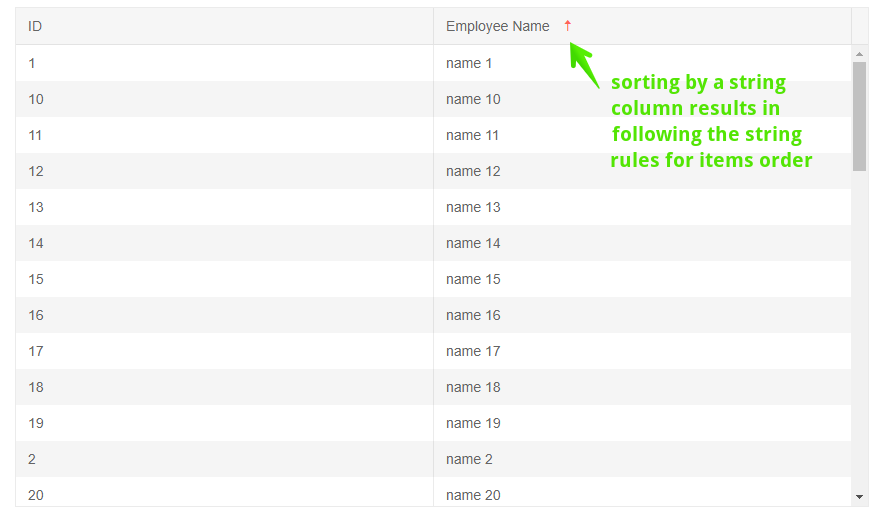 ID Employee Name ↑
1 name 1
sorting by a string
10 name 10
column results in
11 name 11
following the string
rules for items order
12 name 12
13 name 13
14 name 14
15 name 15
16 name 16
17 name 17
18 name 18
19 name 19
2 name 2
20 name 20